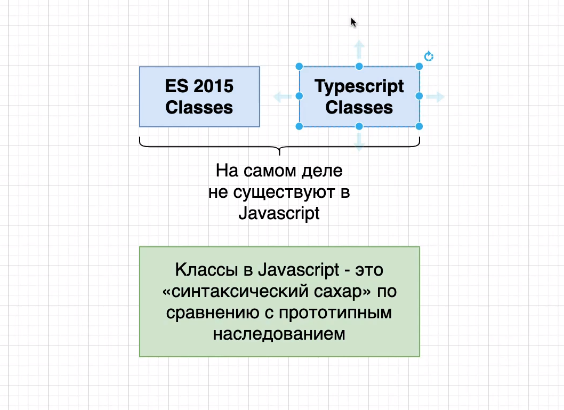 ES 2015
Classes
Typescript
Classes
На самом деле
не существуют в
Javascript
Классы в Javascript - это
«синтаксический сахар» по
сравнению с прототипным
наследованием